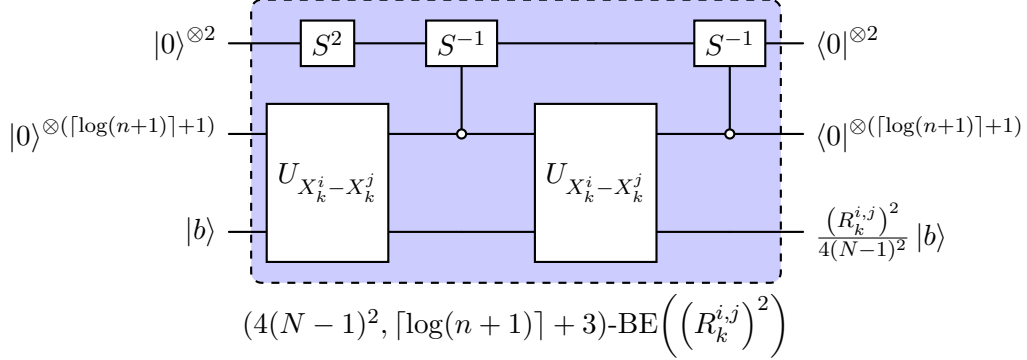 |0⟩^{⊗2} S^2 S^{-1} S^{-1} ⟨0|^{⊗2}
|0⟩^{⊗(⌈log(n+1)⌉+1)} ⟨0|^{⊗(⌈log(n+1)⌉+1)}
U_{X_k^i−X_k^j} U_{X_k^i−X_k^j}
|b⟩ \frac{(R_k^{i,j})^2}{4(N−1)^2} |b⟩
(4(N − 1)^2, ⌈log(n + 1)⌉ + 3)-BE((R_k^{i,j})^2)